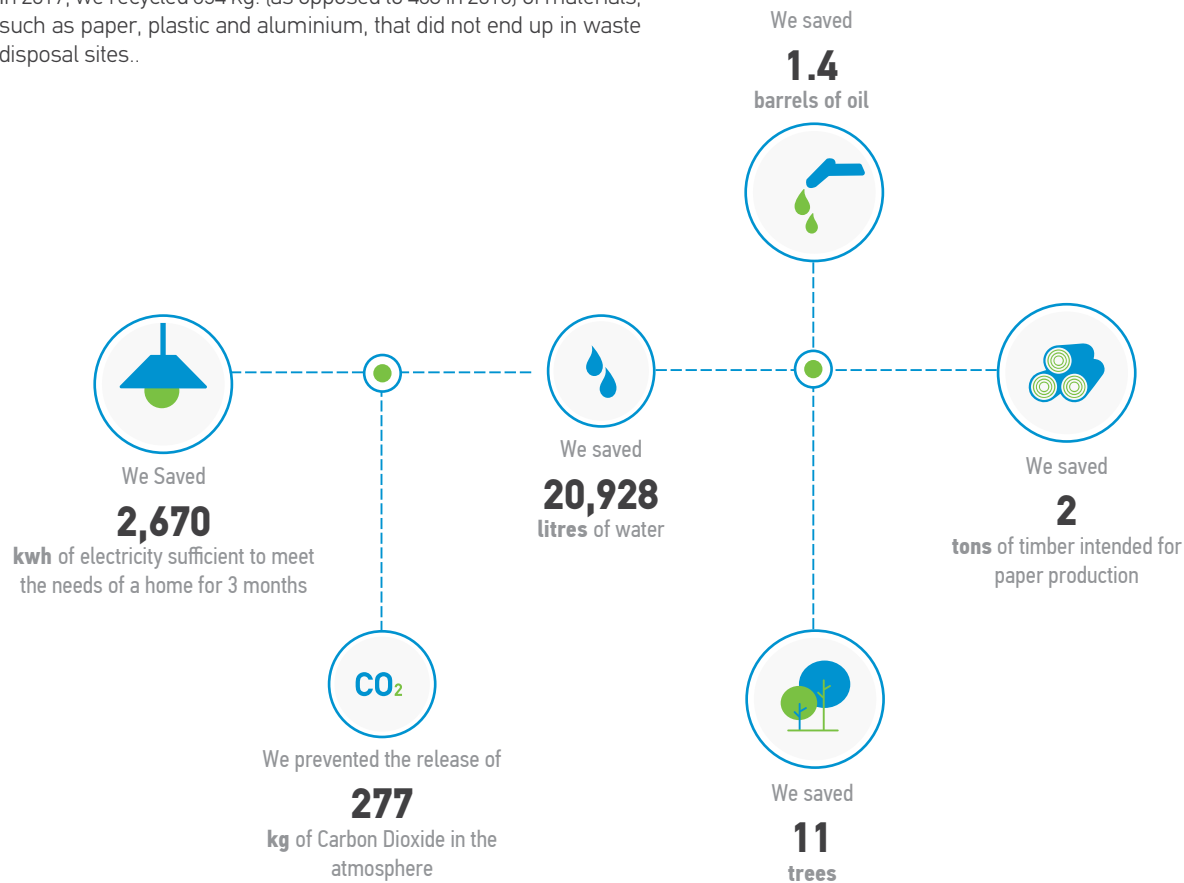 such as paper, plastic and aluminium, that did not end up in waste
disposal sites..
We saved
1.4
barrels of oil
We Saved
2,670
kwh of electricity sufficient to meet
the needs of a home for 3 months
We saved
20,928
litres of water
We saved
2
tons of timber intended for
paper production
CO2
We prevented the release of
277
kg of Carbon Dioxide in the
atmosphere
We saved
11
trees